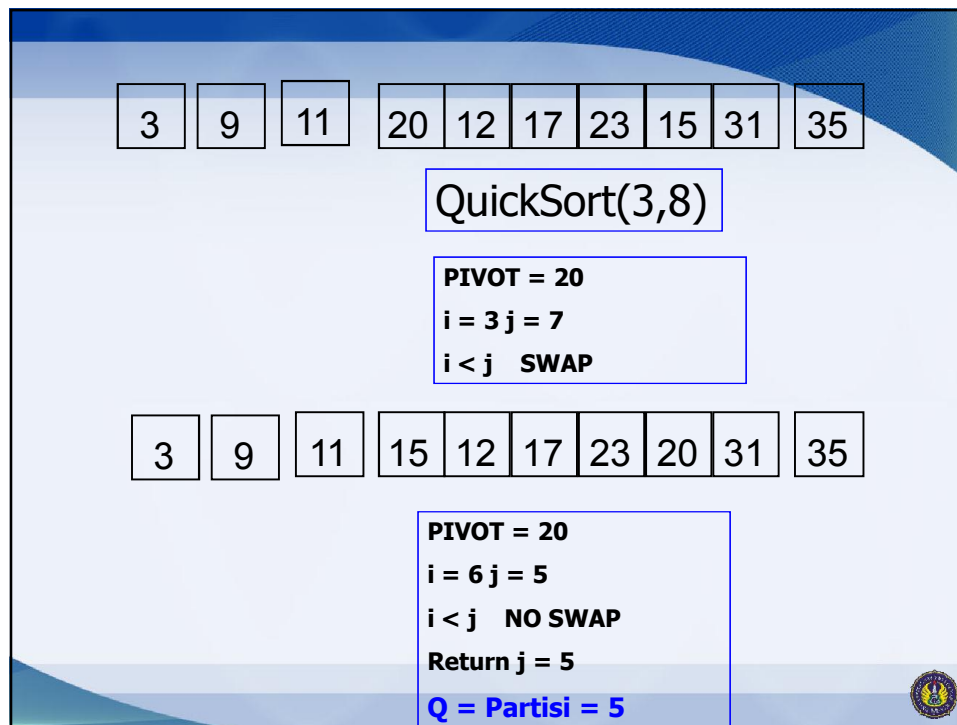 3 9 11 20 12 17 23 15 31 35
QuickSort(3,8)
PIVOT = 20
i = 3 j = 7
i < j SWAP
3 9 11 15 12 17 23 20 31 35
PIVOT = 20
i = 6 j = 5
i < j NO SWAP
Return j = 5
Q = Partisi = 5